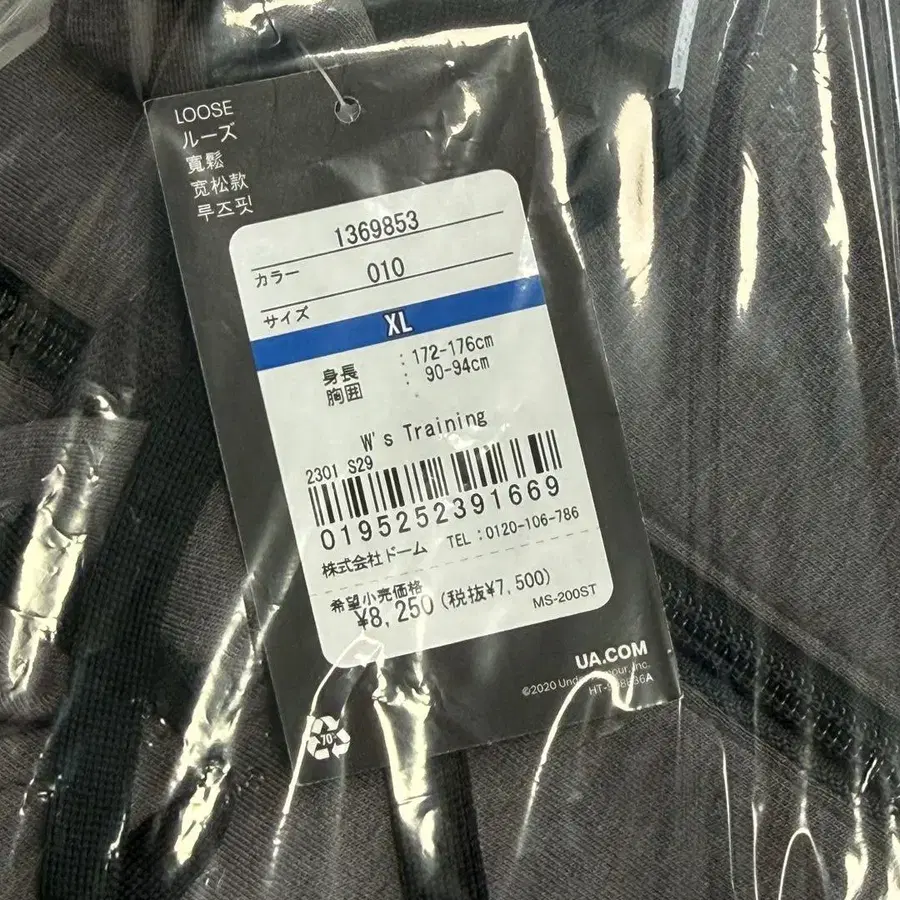 LOOSE
ルーズ
寬鬆
宽松款
루즈핏
1369853
カラー 010
サイズ
XL
身長 : 172-176cm
胸囲 : 90-94cm
W's Training
2301 S29
0195252391669
株式会社ドーム TEL:0120-106-786
希望小売価格
¥8,250(税抜¥7,500)
MS-200ST
UA.COM
©2020 Under Armour, Inc.
70